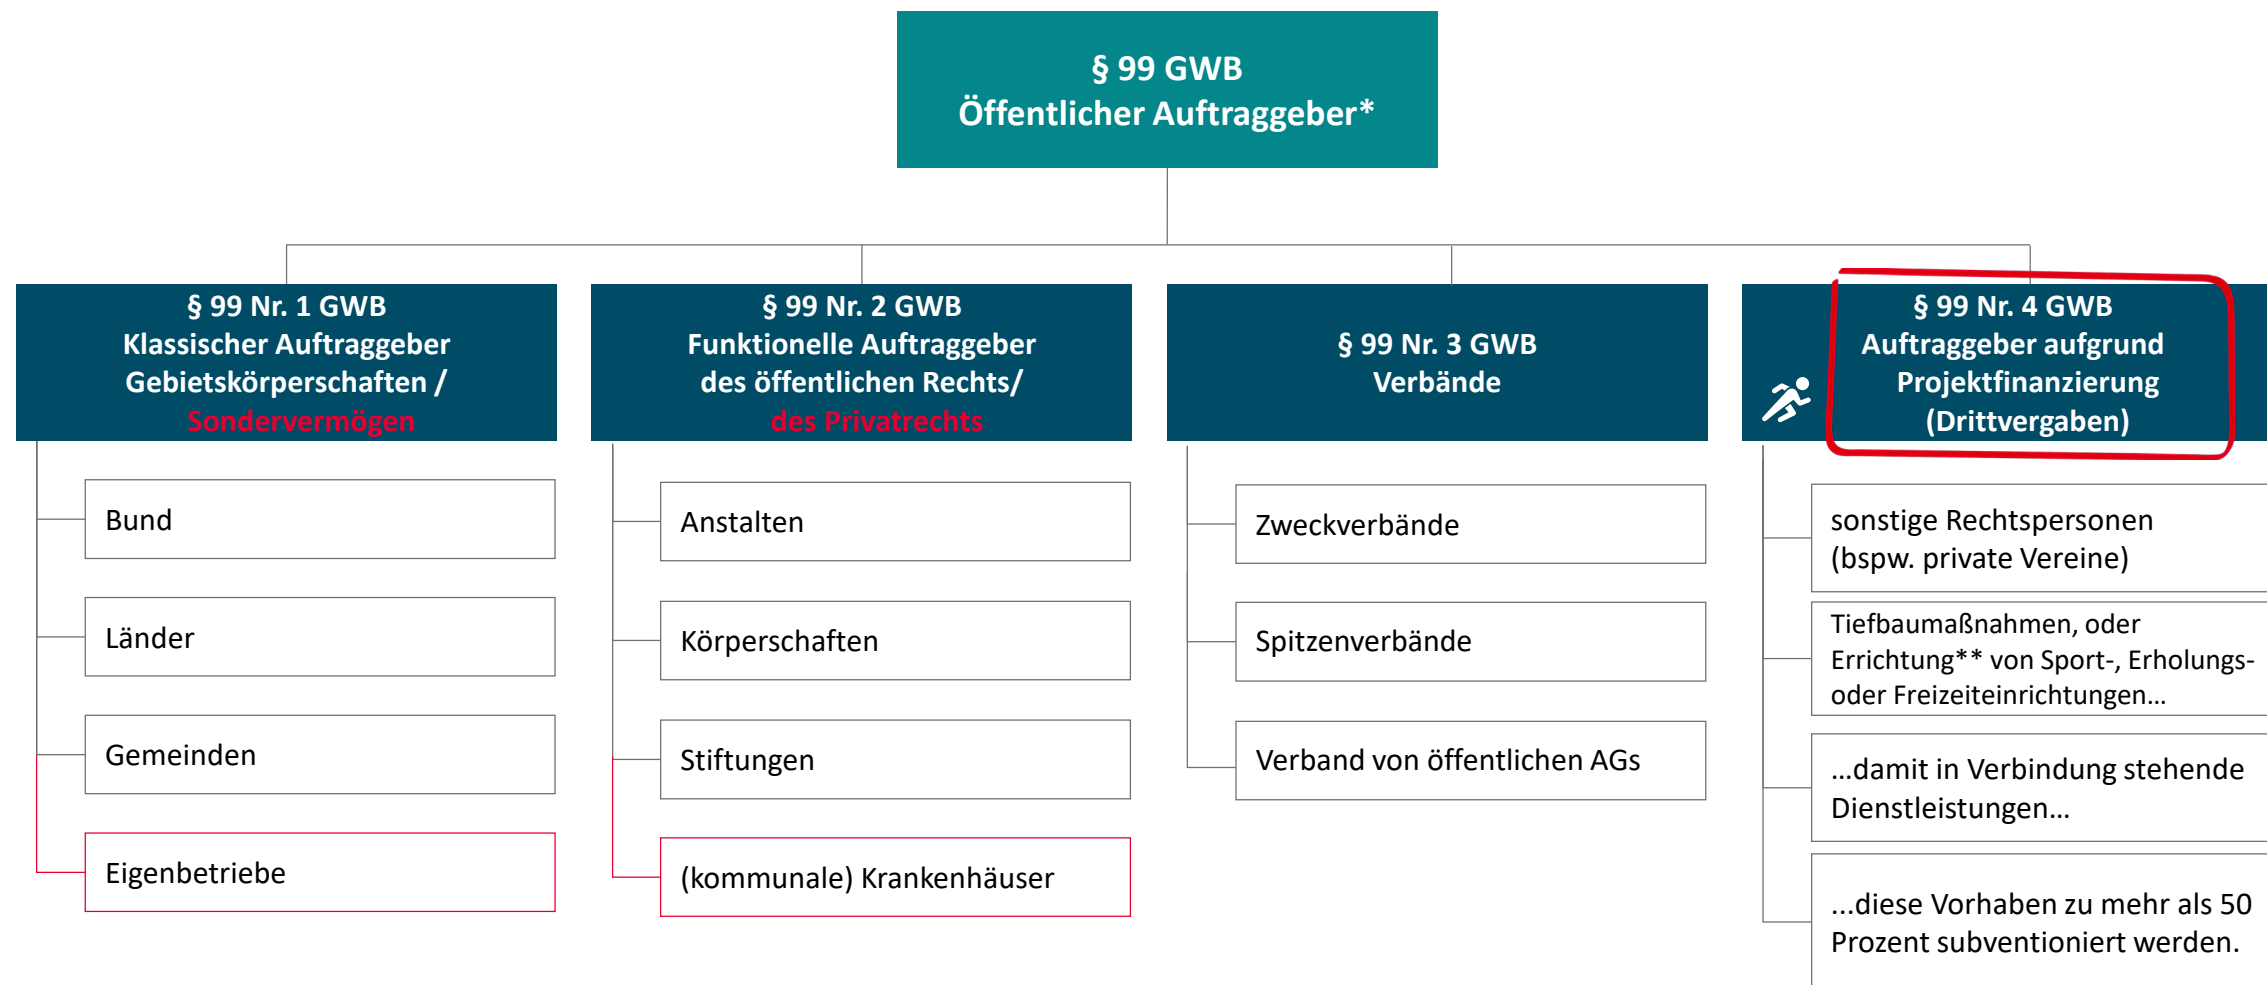 § 99 GWB
Öffentlicher Auftraggeber*
§ 99 Nr. 1 GWB
Klassischer Auftraggeber
Gebietskörperschaften /
Sondervermögen
Bund
Länder
Gemeinden
Eigenbetriebe
§ 99 Nr. 2 GWB
Funktionelle Auftraggeber
des öffentlichen Rechts/
des Privatrechts
Anstalten
Körperschaften
Stiftungen
(kommunale) Krankenhäuser
§ 99 Nr. 3 GWB
Verbände
Zweckverbände
Spitzenverbände
Verband von öffentlichen AGs
§ 99 Nr. 4 GWB
Auftraggeber aufgrund
Projektfinanzierung
(Drittvergaben)
sonstige Rechtspersonen
(bspw. private Vereine)
Tiefbaumaßnahmen, oder
Errichtung** von Sport-, Erholungs-
oder Freizeiteinrichtungen…
…damit in Verbindung stehende
Dienstleistungen…
...diese Vorhaben zu mehr als 50
Prozent subventioniert werden.